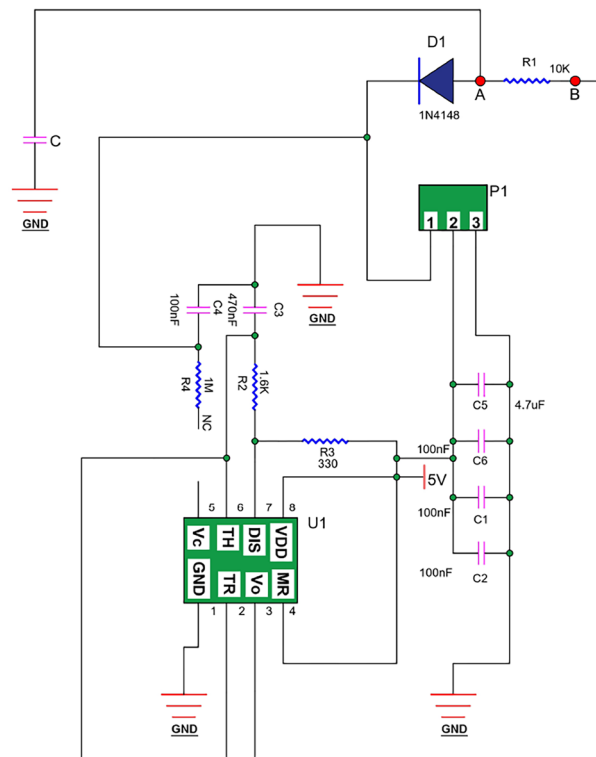 D1
R1
10K
A
B
1N4148
C
GND
P1
1 2 3
100nF
C4
470nF
C3
GND
R4
1M
NC
R2
1.6K
C5
4.7uF
R3
330
100nF
C6
5V
100nF
C1
100nF
C2
5 6 7 8
U1
Vc TH DIS VDD
GND TR Vo MR
1 2 3 4
GND
GND